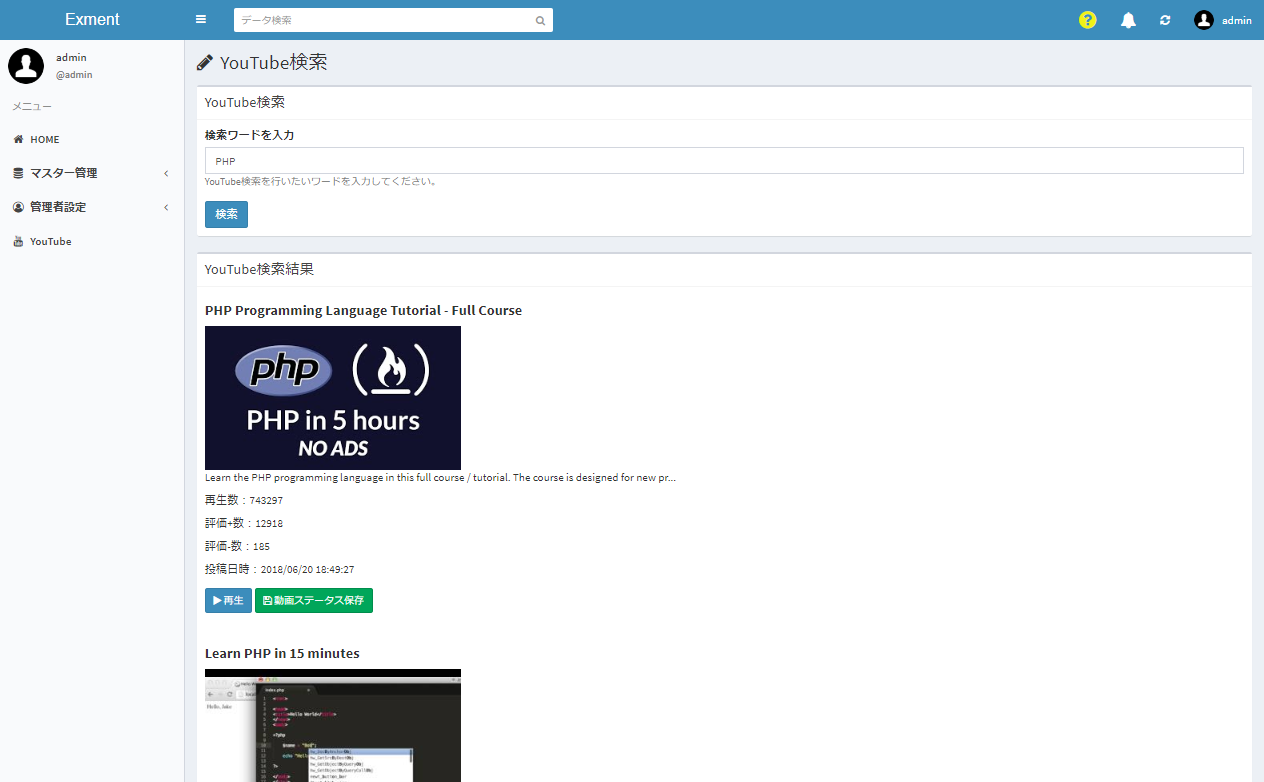 Exment
データ検索
?
admin
admin
@admin
メニュー
HOME
マスター管理
管理者設定
YouTube
YouTube検索
YouTube検索
検索ワードを入力
PHP
YouTube検索を行いたいワードを入力してください。
検索
YouTube検索結果
PHP Programming Language Tutorial - Full Course
php
PHP in 5 hours
NO ADS
Learn the PHP programming language in this full course / tutorial. The course is designed for new pr...
再生数：743297
評価+数：12918
評価-数：185
投稿日時：2018/06/20 18:49:27
再生 動画ステータス保存
Learn PHP in 15 minutes
index.php
Hello, Jake
<?php
?>
</body>